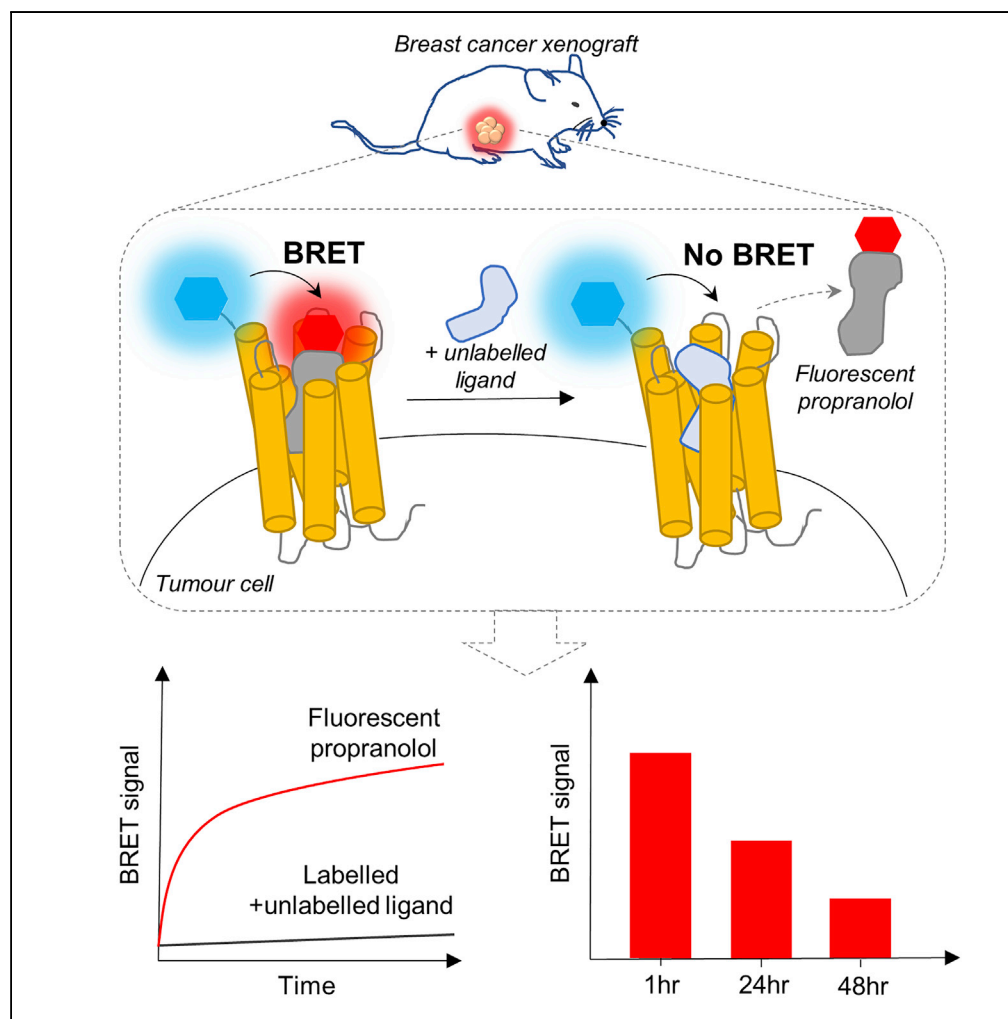 Breast cancer xenograft
BRET
No BRET
+ unlabelled
ligand
Fluorescent
propranolol
Tumour cell
BRET signal
Fluorescent
propranolol
Labelled
+unlabelled ligand
Time
BRET signal
1hr
24hr
48hr